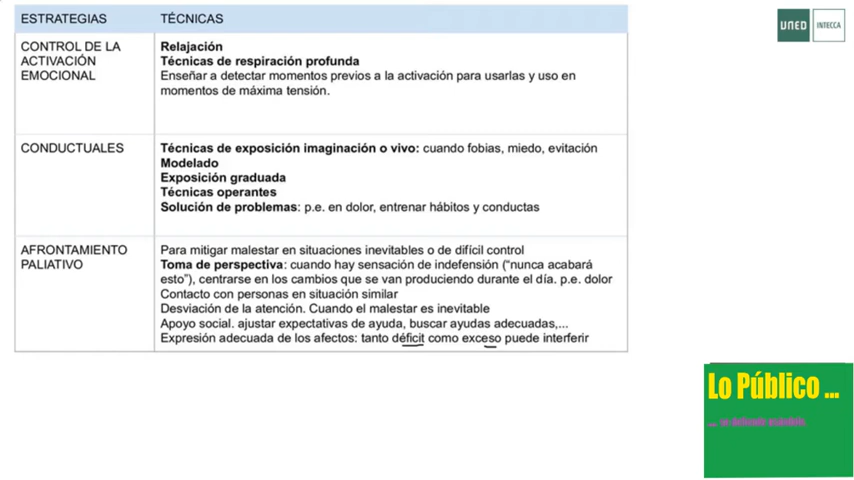 ESTRATEGIAS TÉCNICAS
CONTROL DE LA ACTIVACIÓN EMOCIONAL
Relajación
Técnicas de respiración profunda
Enseñar a detectar momentos previos a la activación para usarlas y uso en
momentos de máxima tensión.
CONDUCTUALES
Técnicas de exposición imaginación o vivo: cuando fobias, miedo, evitación
Modelado
Exposición graduada
Técnicas operantes
Solución de problemas: p.e. en dolor, entrenar hábitos y conductas
AFRONTAMIENTO
PALIATIVO
Para mitigar malestar en situaciones inevitables o de difícil control
Toma de perspectiva: cuando hay sensación de indefensión (“nunca acabará
esto”), centrarse en los cambios que se van produciendo durante el día. p.e. dolor
Contacto con personas en situación similar
Desviación de la atención. Cuando el malestar es inevitable
Apoyo social. ajustar expectativas de ayuda, buscar ayudas adecuadas,...
Expresión adecuada de los afectos: tanto déficit como exceso puede interferir
UNED INTECCA
Lo Público ...